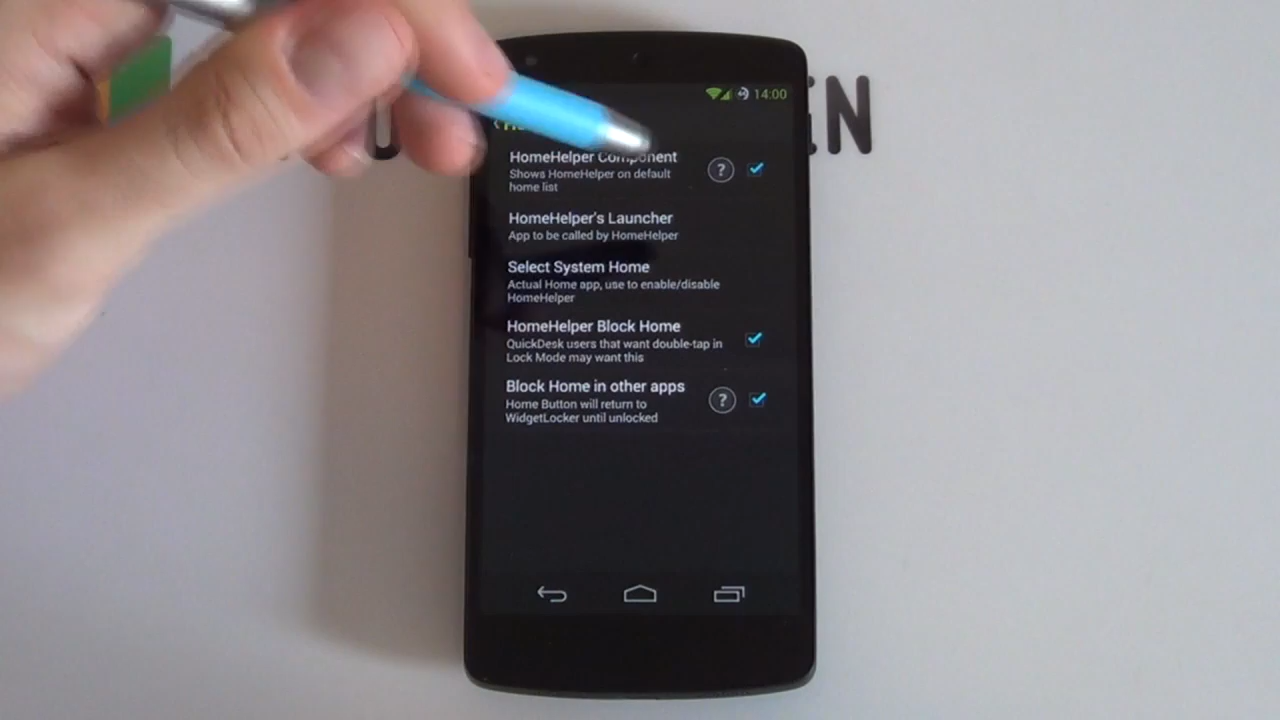 14:00
HomeHelper Component
Shows HomeHelper on default
home list
?
HomeHelper's Launcher
App to be called by HomeHelper
Select System Home
Actual Home app, use to enable/disable
HomeHelper
HomeHelper Block Home
QuickDesk users that want double-tap in
Lock Mode may want this
Block Home in other apps
Home Button will return to
WidgetLocker until unlocked
?